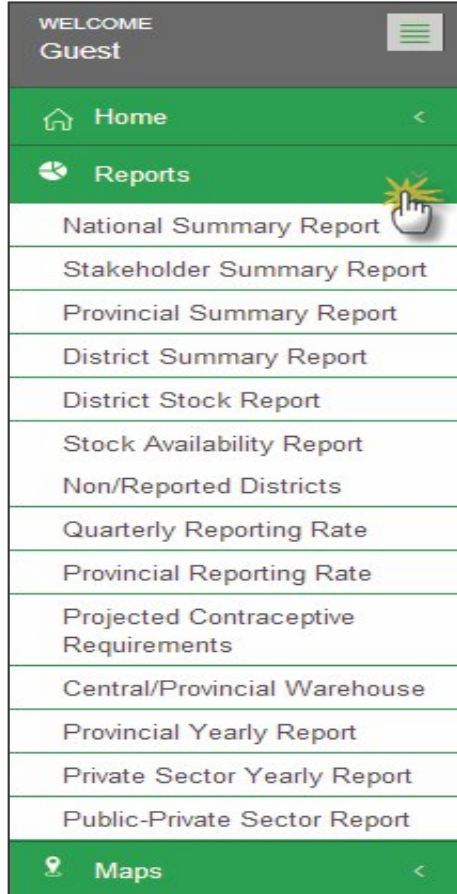 WELCOME
Guest
Home
Reports
National Summary Report
Stakeholder Summary Report
Provincial Summary Report
District Summary Report
District Stock Report
Stock Availability Report
Non/Reported Districts
Quarterly Reporting Rate
Provincial Reporting Rate
Projected Contraceptive
Requirements
Central/Provincial Warehouse
Provincial Yearly Report
Private Sector Yearly Report
Public-Private Sector Report
Maps